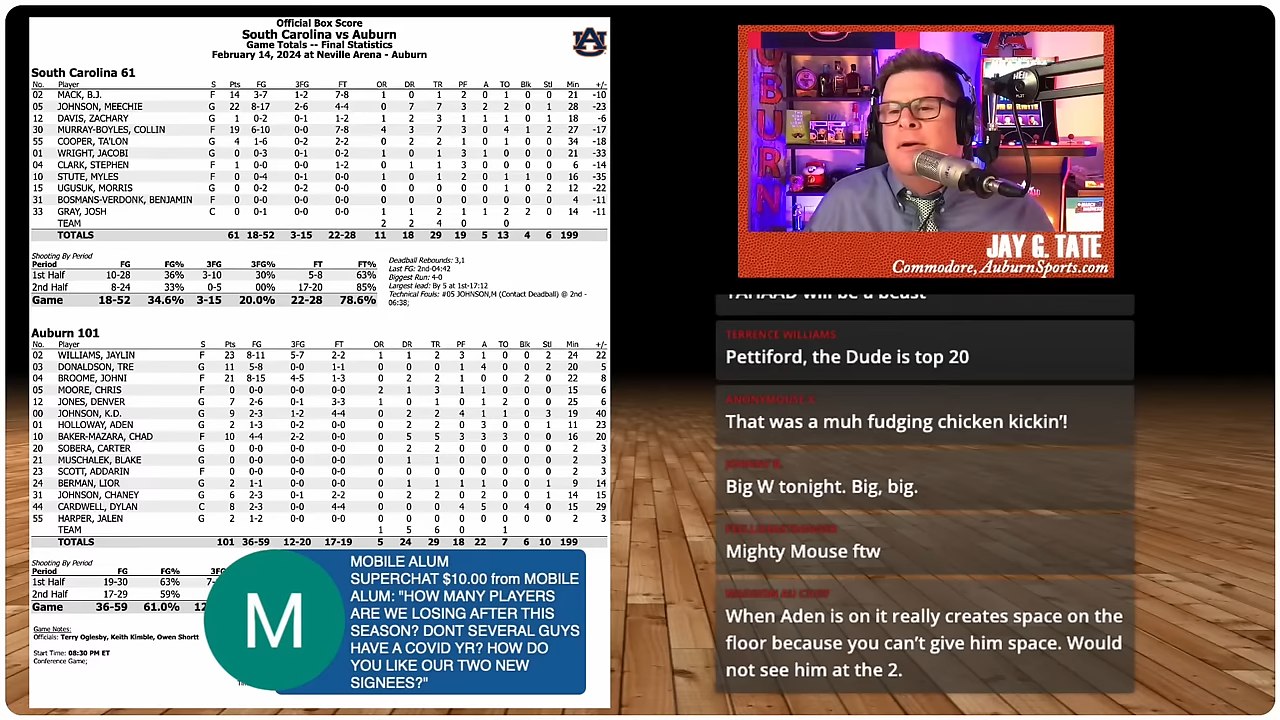 Official Box Score
South Carolina vs Auburn
Game Totals -- Final Statistics
February 14, 2024 at Neville Arena - Auburn
South Carolina 61
No. Player S Pts FG 3FG FT OR DR TR PF A TO Blk Stl Min +/-
02 MACK, B.J. F 14 3-7 1-2 7-8 1 0 1 2 0 1 0 0 21 -10
05 JOHNSON, MEECHIE G 22 8-17 2-6 4-4 0 7 7 3 2 2 0 1 28 -23
12 DAVIS, ZACHARY G 1 0-2 0-1 1-2 1 2 3 1 1 1 0 1 18 -6
30 MURRAY-BOYLES, COLLIN F 19 6-10 0-0 7-8 4 3 7 3 0 4 1 2 27 -17
55 COOPER, TA'LON G 4 1-6 0-2 2-2 0 2 2 1 0 1 0 0 34 -18
01 WRIGHT, JACOBI G 0 0-3 0-1 0-2 1 0 1 3 1 1 0 0 21 -33
04 CLARK, STEPHEN F 1 0-0 0-0 1-2 0 1 1 3 0 0 0 0 6 -14
10 STUTE, MYLES F 0 0-4 0-1 0-0 1 0 1 2 0 1 1 1 16 -35
15 UGUSUK, MORRIS G 0 0-2 0-2 0-0 0 0 0 0 0 1 0 2 12 -22
31 BOSMANS-VERDONK, BENJAMIN F 0 0-0 0-0 0-0 0 0 0 0 0 0 0 0 4 -11
33 GRAY, JOSH C 0 0-1 0-0 0-0 1 1 2 1 1 2 2 0 14 -11
TEAM 2 2 4 0 0
TOTALS 61 18-52 3-15 22-28 11 18 29 19 5 13 4 6 199
Shooting By Period
Period FG FG% 3FG 3FG% FT FT%
1st Half 10-28 36% 3-10 30% 5-8 63%
2nd Half 8-24 33% 0-5 00% 17-20 85%
Game 18-52 34.6% 3-15 20.0% 22-28 78.6%
Deadball Rebounds: 3,1
Last FG: 2nd-04:42
Biggest Run: 4-0
Largest lead: By 5 at 1st-17:12
Technical Fouls: #05 JOHNSON,M (Contact Deadball) @ 2nd -
06:38;
Auburn 101
No. Player S Pts FG 3FG FT OR DR TR PF A TO Blk Stl Min +/-
02 WILLIAMS, JAYLIN F 23 8-11 5-7 2-2 1 1 2 3 1 0 0 2 24 22
03 DONALDSON, TRE G 11 5-8 0-0 1-1 0 0 0 1 4 0 0 2 20 5
04 BROOME, JOHNI F 21 8-15 4-5 1-3 0 2 2 1 0 0 2 0 22 8
05 MOORE, CHRIS F 0 0-0 0-0 0-0 2 1 3 1 1 0 0 0 15 6
12 JONES, DENVER G 7 2-6 0-1 3-3 1 0 1 0 1 2 0 0 25 6
00 JOHNSON, K.D. G 9 2-3 1-2 4-4 0 2 2 4 1 1 0 3 19 40
01 HOLLOWAY, ADEN G 2 1-3 0-2 0-0 0 2 2 0 3 0 0 1 11 23
10 BAKER-MAZARA, CHAD F 10 4-4 2-2 0-0 0 5 5 3 3 3 0 0 16 20
20 SOBERA, CARTER G 0 0-0 0-0 0-0 0 2 2 0 0 0 0 0 2 3
21 MUSCHALEK, BLAKE G 0 0-0 0-0 0-0 0 1 1 0 0 0 0 0 2 3
23 SCOTT, ADDARIN F 0 0-0 0-0 0-0 0 0 0 0 0 0 0 0 2 3
24 BERMAN, LIOR G 2 1-1 0-0 0-0 0 1 1 1 1 0 0 1 9 14
31 JOHNSON, CHANEY G 6 2-3 0-1 2-2 0 2 2 0 2 0 0 1 14 15
44 CARDWELL, DYLAN C 8 2-3 0-0 4-4 0 0 0 4 5 0 4 0 15 29
55 HARPER, JALEN G 2 1-2 0-0 0-0 0 0 0 0 0 0 0 0 2 3
TEAM 1 5 6 0 1
TOTALS 101 36-59 12-20 17-19 5 24 29 18 22 7 6 10 199
Shooting By Period
Period FG FG%
1st Half 19-30 63% 7-
2nd Half 17-29 59%
Game 36-59 61.0% 12
Game Notes:
Officials: Terry Oglesby, Keith Kimble, Owen Shortt
Start Time: 08:30 PM ET
Conference Game;
M
MOBILE ALUM
SUPERCHAT $10.00 from MOBILE
ALUM: "HOW MANY PLAYERS
ARE WE LOSING AFTER THIS
SEASON? DONT SEVERAL GUYS
HAVE A COVID YR? HOW DO
YOU LIKE OUR TWO NEW
SIGNEES?"
BURN
JAY G. TATE
Commodore, AuburnSports.com
TAHAAD will be a beast
TERRENCE WILLIAMS
Pettiford, the Dude is top 20
ANONYMOUSE X
That was a muh fudging chicken kickin'!
Big W tonight. Big, big.
Mighty Mouse ftw
When Aden is on it really creates space on the
floor because you can't give him space. Would
not see him at the 2.